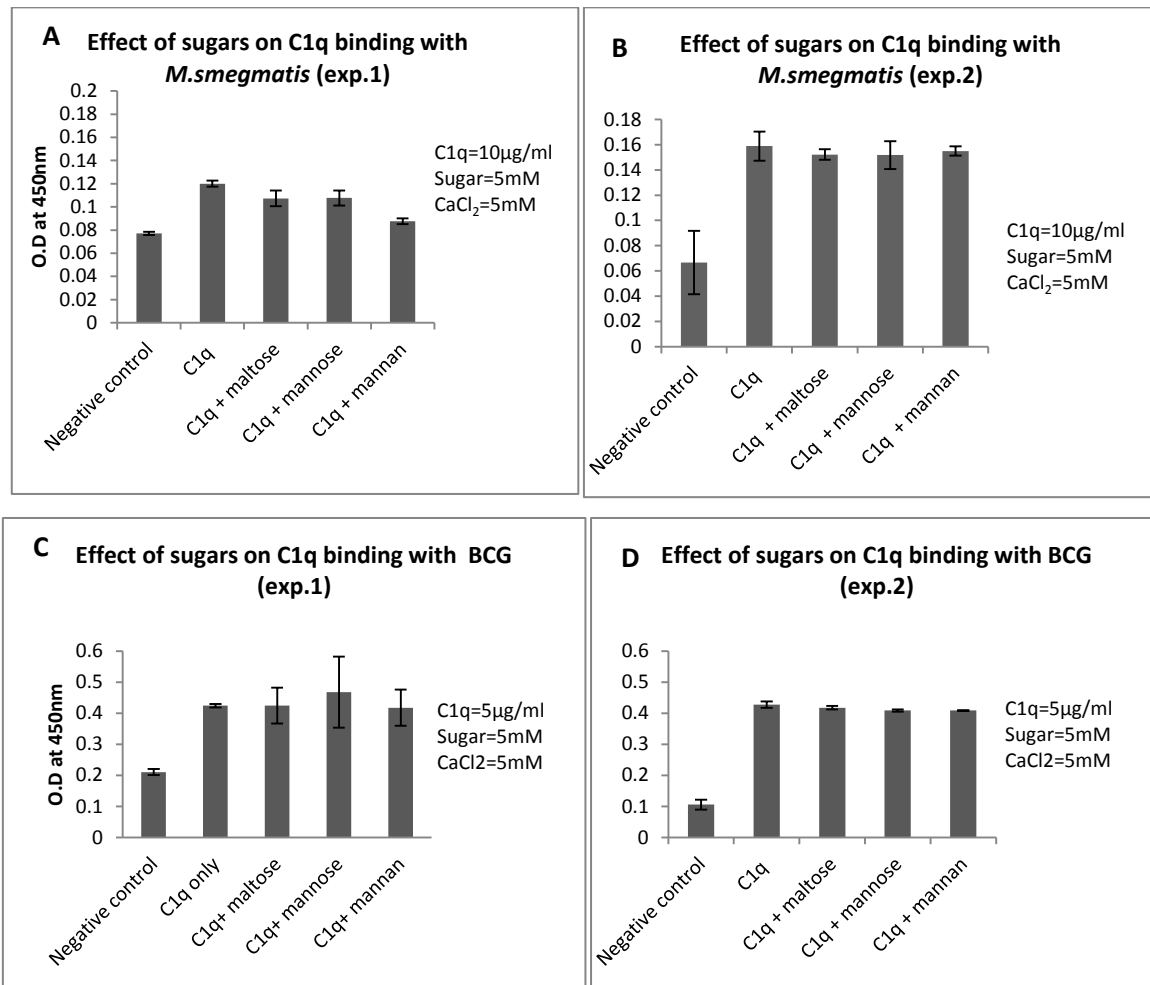 A
Effect of sugars on C1q binding with
M.smegmatis (exp.1)
0.2
0.18
0.16
0.14
0.12
0.1
0.08
0.06
0.04
0.02
0
O.D at 450nm
C1q=10µg/ml
Sugar=5mM
CaCl₂=5mM
Negative control
C1q
C1q + maltose
C1q + mannose
C1q + mannan
B
Effect of sugars on C1q binding with
M.smegmatis (exp.2)
0.18
0.16
0.14
0.12
0.1
0.08
0.06
0.04
0.02
0
C1q=10µg/ml
Sugar=5mM
CaCl₂=5mM
Negative control
C1q
C1q + maltose
C1q + mannose
C1q + mannan
C
Effect of sugars on C1q binding with BCG
(exp.1)
0.6
0.5
0.4
0.3
0.2
0.1
0
O.D at 450nm
C1q=5µg/ml
Sugar=5mM
CaCl2=5mM
Negative control
C1q only
C1q+ maltose
C1q+ mannose
C1q+ mannan
D
Effect of sugars on C1q binding with BCG
(exp.2)
0.6
0.5
0.4
0.3
0.2
0.1
0
C1q=5µg/ml
Sugar=5mM
CaCl2=5mM
Negative control
C1q
C1q + maltose
C1q + mannose
C1q + mannan